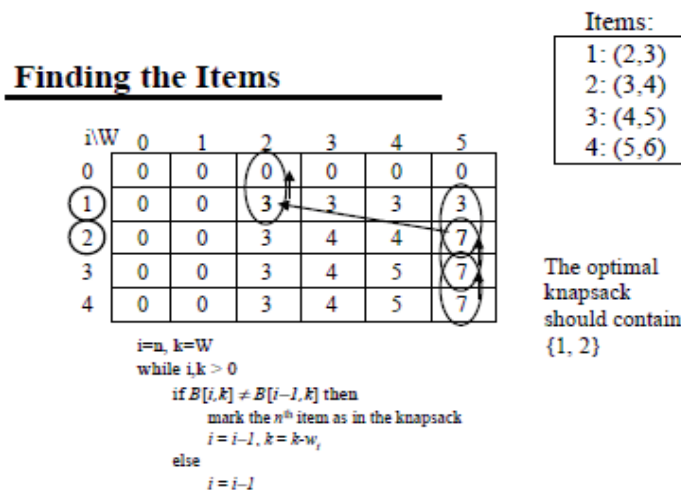 Items:
1: (2,3)
2: (3,4)
3: (4,5)
4: (5,6)
Finding the Items
i\W 0 1 2 3 4 5
0 0 0 0 0 0 0
1 0 0 3 3 3 3
2 0 0 3 4 4 7
3 0 0 3 4 5 7
4 0 0 3 4 5 7
The optimal
knapsack
should contain
{1, 2}
i=n, k=W
while i,k > 0
if B[i,k] ≠ B[i−1,k] then
mark the nth item as in the knapsack
i = i−1, k = k-wi
else
i = i−1